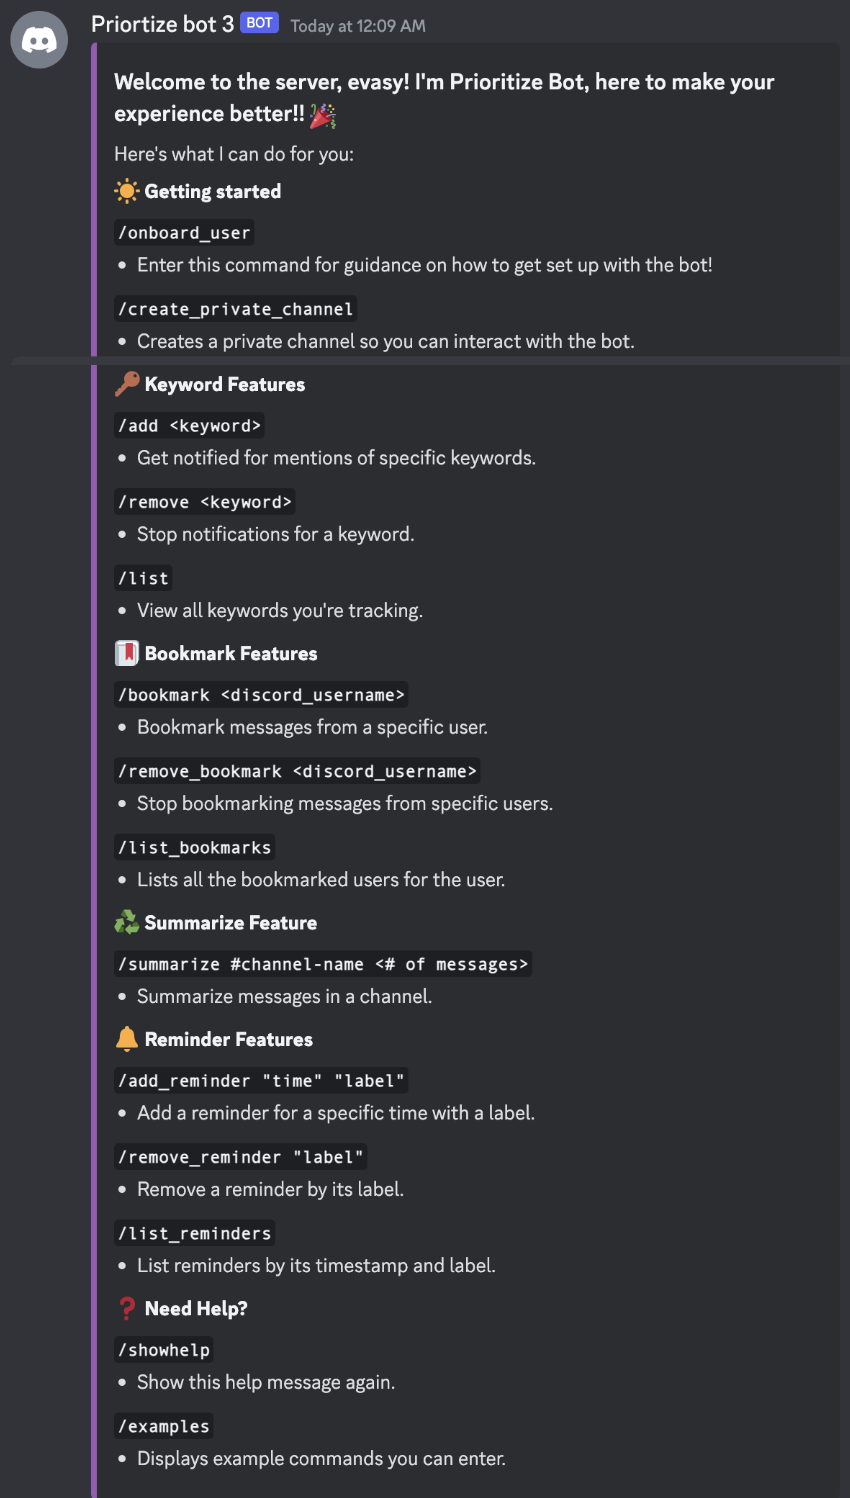 Priortize bot 3 BOT Today at 12:09 AM
Welcome to the server, evasy! I'm Prioritize Bot, here to make your
experience better!!
Here's what I can do for you:
Getting started
/onboard_user
• Enter this command for guidance on how to get set up with the bot!
/create_private_channel
• Creates a private channel so you can interact with the bot.
Keyword Features
/add <keyword>
• Get notified for mentions of specific keywords.
/remove <keyword>
• Stop notifications for a keyword.
/list
• View all keywords you're tracking.
Bookmark Features
/bookmark <discord_username>
• Bookmark messages from a specific user.
/remove_bookmark <discord_username>
• Stop bookmarking messages from specific users.
/list_bookmarks
• Lists all the bookmarked users for the user.
Summarize Feature
/summarize #channel-name <# of messages>
• Summarize messages in a channel.
Reminder Features
/add_reminder "time" "label"
• Add a reminder for a specific time with a label.
/remove_reminder "label"
• Remove a reminder by its label.
/list_reminders
• List reminders by its timestamp and label.
Need Help?
/showhelp
• Show this help message again.
/examples
• Displays example commands you can enter.